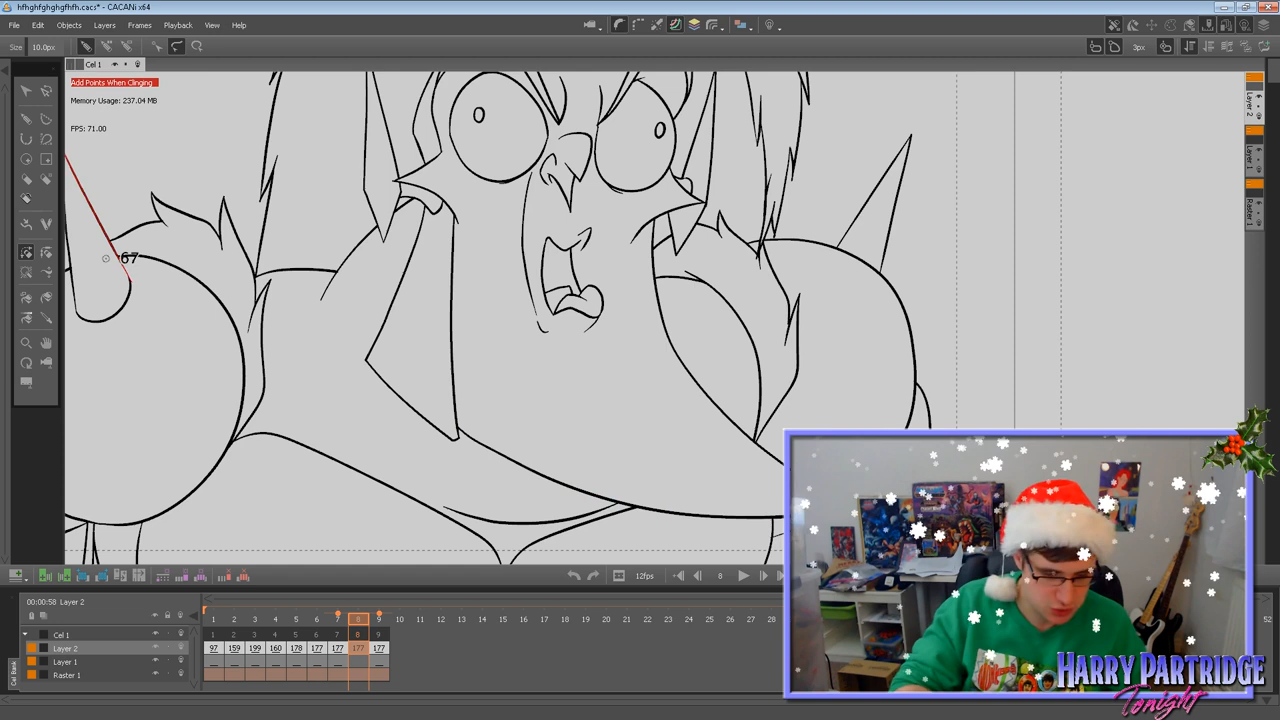 hfhghfghghgfhfh.cacs* - CACANi x64
File Edit Objects Layers Frames Playback View Help
Size 10.0px 3px
Cel 1
Add Points When Clinging
Memory Usage: 237.04 MB
FPS: 71.00
67
Layer 2
Layer 1
Raster 1
12fps 8
00:00:58 Layer 2
1 2 3 4 5 6 7 8 9 10 11 12 13 14 15 16 17 18 19 20 21 22 23 24 25 26 27 28 52
Cel 1 1 2 3 4 5 6 7 8 9
Layer 2 97 159 199 160 178 177 177 177 177
Layer 1
Raster 1
Cel Bank
HARRY PARTRIDGE
Tonight